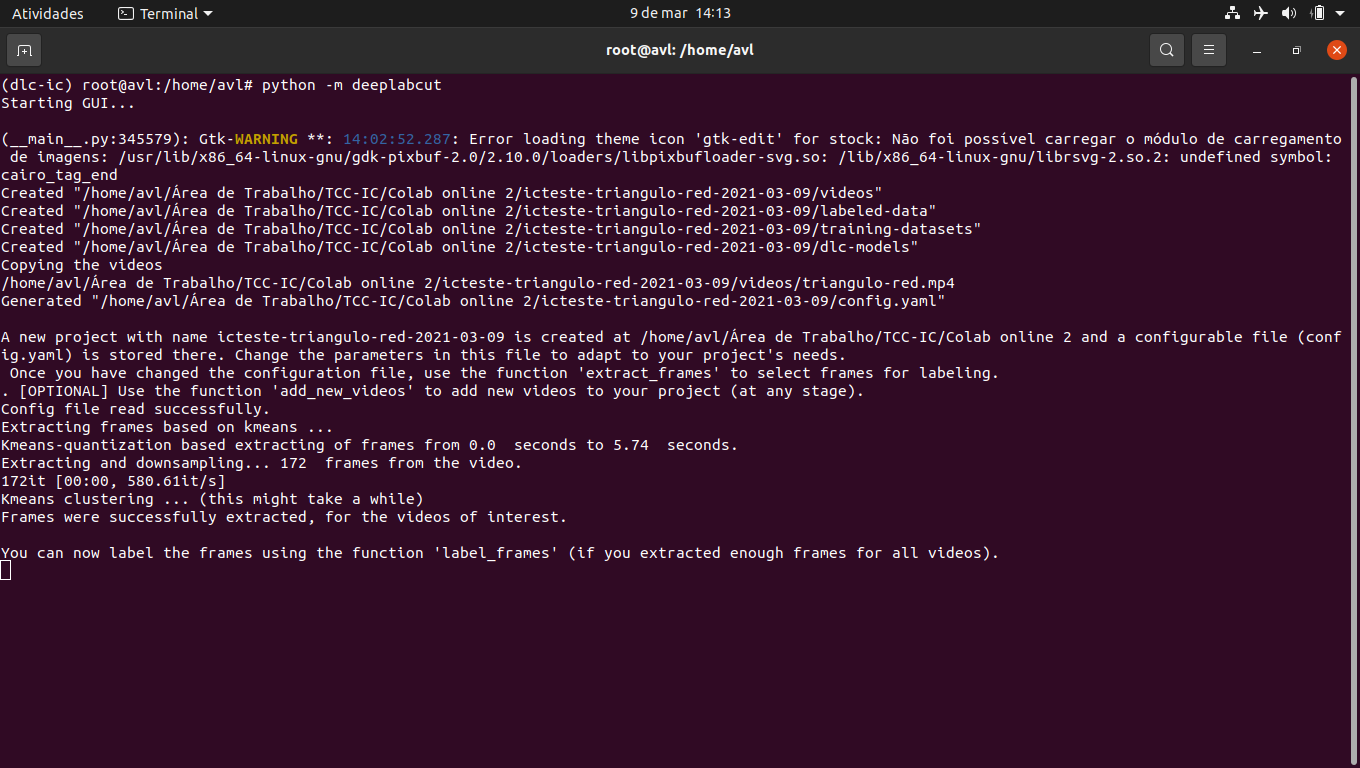 Atividades Terminal 9 de mar 14:13
root@avl: /home/avl
(dlc-ic) root@avl:/home/avl# python -m deeplabcut
Starting GUI...
(__main__.py:345579): Gtk-WARNING **: 14:02:52.287: Error loading theme icon 'gtk-edit' for stock: Não foi possível carregar o módulo de carregamento
de imagens: /usr/lib/x86_64-linux-gnu/gdk-pixbuf-2.0/2.10.0/loaders/libpixbufloader-svg.so: /lib/x86_64-linux-gnu/librsvg-2.so.2: undefined symbol:
cairo_tag_end
Created "/home/avl/Área de Trabalho/TCC-IC/Colab online 2/icteste-triangulo-red-2021-03-09/videos"
Created "/home/avl/Área de Trabalho/TCC-IC/Colab online 2/icteste-triangulo-red-2021-03-09/labeled-data"
Created "/home/avl/Área de Trabalho/TCC-IC/Colab online 2/icteste-triangulo-red-2021-03-09/training-datasets"
Created "/home/avl/Área de Trabalho/TCC-IC/Colab online 2/icteste-triangulo-red-2021-03-09/dlc-models"
Copying the videos
/home/avl/Área de Trabalho/TCC-IC/Colab online 2/icteste-triangulo-red-2021-03-09/videos/triangulo-red.mp4
Generated "/home/avl/Área de Trabalho/TCC-IC/Colab online 2/icteste-triangulo-red-2021-03-09/config.yaml"
A new project with name icteste-triangulo-red-2021-03-09 is created at /home/avl/Área de Trabalho/TCC-IC/Colab online 2 and a configurable file (conf
ig.yaml) is stored there. Change the parameters in this file to adapt to your project's needs.
Once you have changed the configuration file, use the function 'extract_frames' to select frames for labeling.
. [OPTIONAL] Use the function 'add_new_videos' to add new videos to your project (at any stage).
Config file read successfully.
Extracting frames based on kmeans ...
Kmeans-quantization based extracting of frames from 0.0  seconds to 5.74  seconds.
Extracting and downsampling... 172  frames from the video.
172it [00:00, 580.61it/s]
Kmeans clustering ... (this might take a while)
Frames were successfully extracted, for the videos of interest.
You can now label the frames using the function 'label_frames' (if you extracted enough frames for all videos).